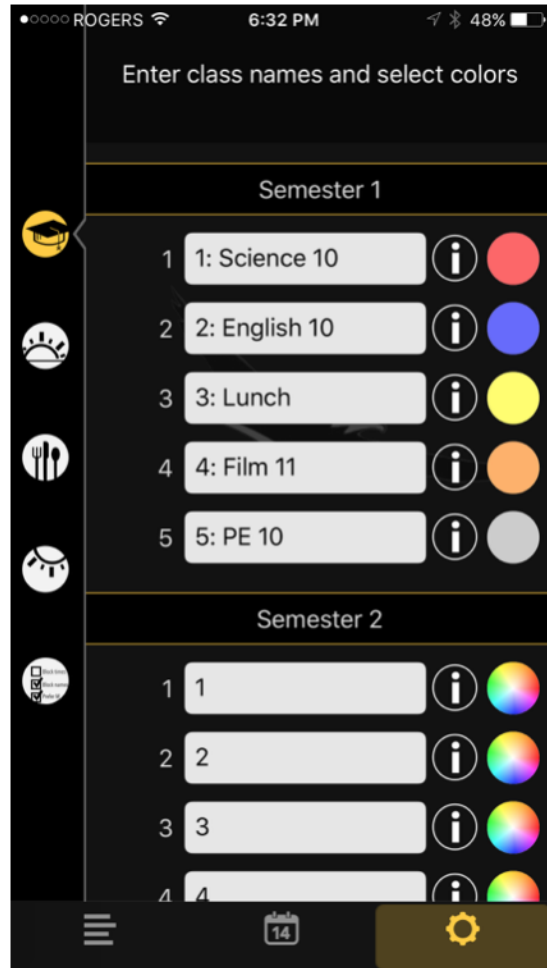 ROGERS 6:32 PM 48%
Enter class names and select colors
Semester 1
1 1: Science 10
2 2: English 10
3 3: Lunch
4 4: Film 11
5 5: PE 10
Semester 2
1 1
2 2
3 3
4 4
14